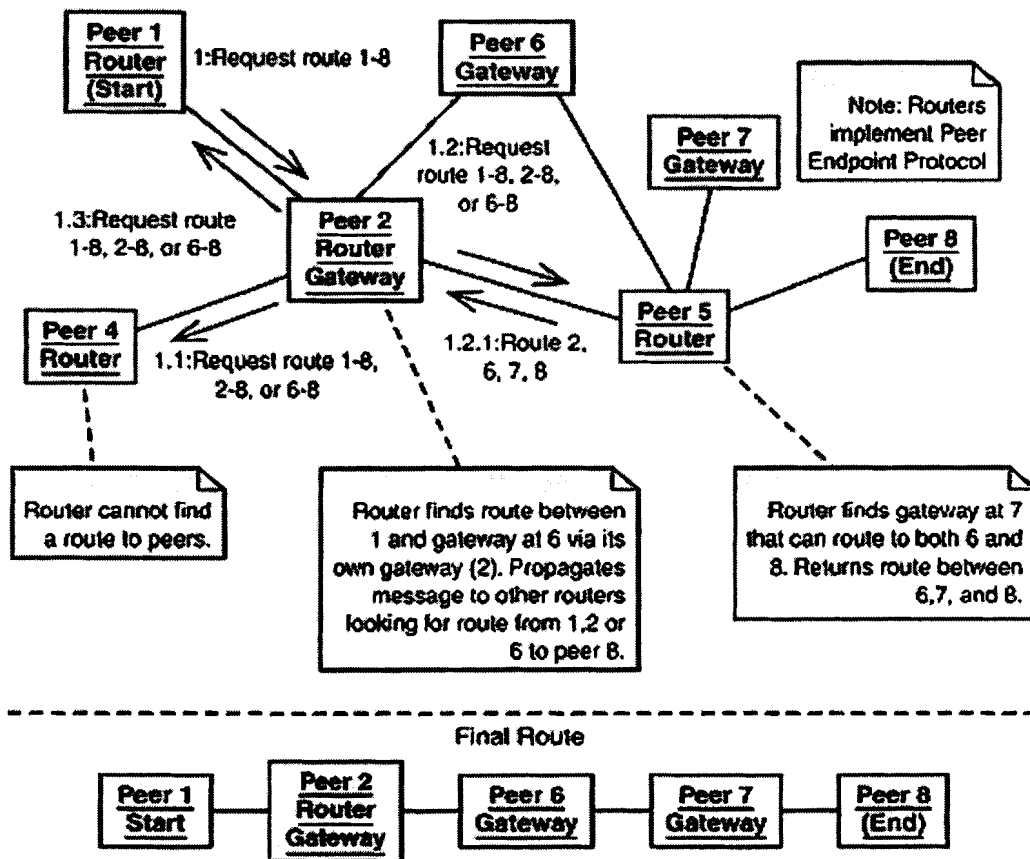 Peer 1
Router
(Start)
1:Request route 1-8
Peer 6
Gateway
Note: Routers
implement Peer
Endpoint Protocol
Peer 7
Gateway
1.2:Request
route 1-8, 2-8,
or 6-8
1.3:Request route
1-8, 2-8, or 6-8
Peer 2
Router
Gateway
Peer 8
(End)
Peer 5
Router
Peer 4
Router
1.1:Request route 1-8,
2-8, or 6-8
1.2.1:Route 2,
6, 7, 8
Router cannot find
a route to peers.
Router finds route between
1 and gateway at 6 via its
own gateway (2). Propagates
message to other routers
looking for route from 1,2 or
6 to peer 8.
Router finds gateway at 7
that can route to both 6 and
8. Returns route between
6,7, and 8.
Final Route
Peer 1
Start
Peer 2
Router
Gateway
Peer 6
Gateway
Peer 7
Gateway
Peer 8
(End)